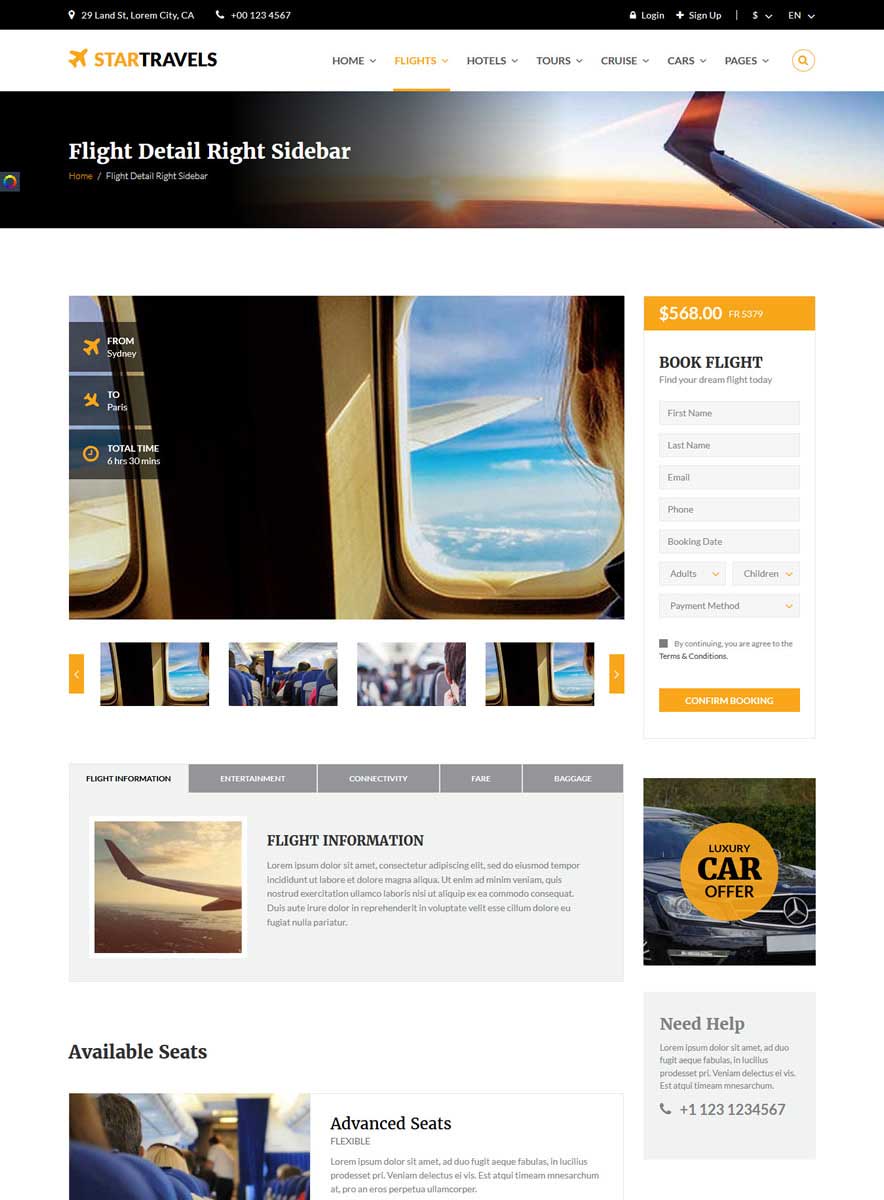 29 Land St, Lorem City, CA
+00 123 4567
Login
Sign Up
$
EN
STARTRAVELS
HOME
FLIGHTS
HOTELS
TOURS
CRUISE
CARS
PAGES
Flight Detail Right Sidebar
Home / Flight Detail Right Sidebar
FROM
Sydney
TO
Paris
TOTAL TIME
6 hrs 30 mins
$568.00 FR 5379
BOOK FLIGHT
Find your dream flight today
First Name
Last Name
Email
Phone
Booking Date
Adults
Children
Payment Method
By continuing, you are agree to the
Terms & Conditions.
CONFIRM BOOKING
FLIGHT INFORMATION
ENTERTAINMENT
CONNECTIVITY
FARE
BAGGAGE
FLIGHT INFORMATION
Lorem ipsum dolor sit amet, consectetur adipiscing elit, sed do eiusmod tempor
incididunt ut labore et dolore magna aliqua. Ut enim ad minim veniam, quis
nostrud exercitation ullamco laboris nisi ut aliquip ex ea commodo consequat.
Duis aute irure dolor in reprehenderit in voluptate velit esse cillum dolore eu
fugiat nulla pariatur.
LUXURY
CAR
OFFER
Need Help
Lorem ipsum dolor sit amet, ad duo
fugit aeque fabulas, in lucilius
prodesset pri. Veniam delectus ei vis.
Est atqui timeam mnesarchum.
+1 123 1234567
Available Seats
Advanced Seats
FLEXIBLE
Lorem ipsum dolor sit amet, ad duo fugit aeque fabulas, in lucilius
prodesset pri. Veniam delectus ei vis. Est atqui timeam mnesarchum
at, pro an eros perpetua ullamcorper.